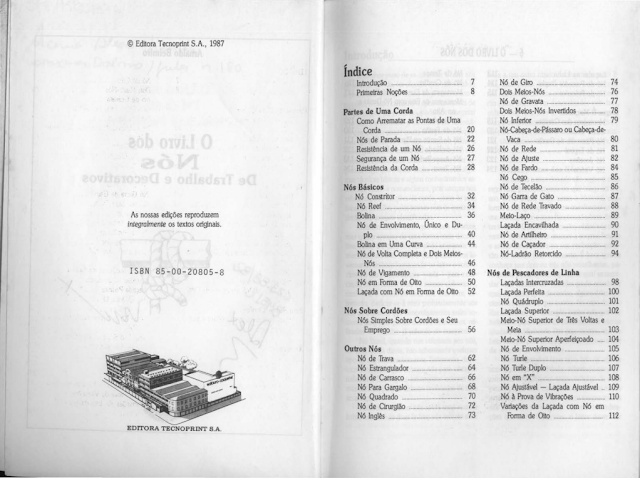 © Editora Tecnoprint S.A., 1987
O Livro dos
Nós
De Trabalho e Decorativos
As nossas edições reproduzem
integralmente os textos originais.
ISBN 85-00-20805-8
EDITORA TECNOPRINT S.A.
O LIVRO DOS NÓS
Índice
Introdução 7
Primeiras Noções 8
Partes de Uma Corda
Como Arrematar as Pontas de Uma
Corda 20
Nós de Parada 22
Resistência de um Nó 26
Segurança de um Nó 27
Resistência da Corda 28
Nós Básicos
Nó Constritor 32
Nó Reef 34
Bolina 36
Nó de Envolvimento, Único e Du-
plo 40
Bolina em Uma Curva 44
Nó de Volta Completa e Dois Meios-
Nós 46
Nó de Vigamento 48
Nó em Forma de Oito 50
Laçada com Nó em Forma de Oito 52
Nós Sobre Cordões
Nós Simples Sobre Cordões e Seu
Emprego 56
Outros Nós
Nó de Trava 62
Nó Estrangulador 64
Nó de Carrasco 66
Nó Para Gargalo 68
Nó Quadrado 70
Nó de Cirurgião 72
Nó Inglês 73
Nó de Giro 74
Dois Meios-Nós 76
Nó de Gravata 77
Dois Meios-Nós Invertidos 78
Nó Inferior 79
Nó-Cabeça-de-Pássaro ou Cabeça-de-
Vaca 80
Nó de Rede 81
Nó de Ajuste 82
Nó de Fardo 84
Nó Cego 85
Nó de Tecelão 86
Nó Garra de Gato 87
Nó de Rede Travado 88
Meio-Laço 89
Laçada Encavilhada 90
Nó de Artilheiro 91
Nó de Caçador 92
Nó-Ladrão Retorcido 94
Nós de Pescadores de Linha
Laçadas Intercruzadas 98
Laçada Perfeita 100
Nó Quádruplo 101
Laçada Superior 102
Meio-Nó Superior de Três Voltas e
Meia 103
Meio-Nó Superior Aperfeiçoado 104
Nó de Envolvimento 105
Nó Turle 106
Nó Turle Duplo 107
Nó em "X" 108
Nó Ajustável — Laçada Ajustável 109
Nó à Prova de Vibrações 110
Variações da Laçada com Nó em
Forma de Oito 112